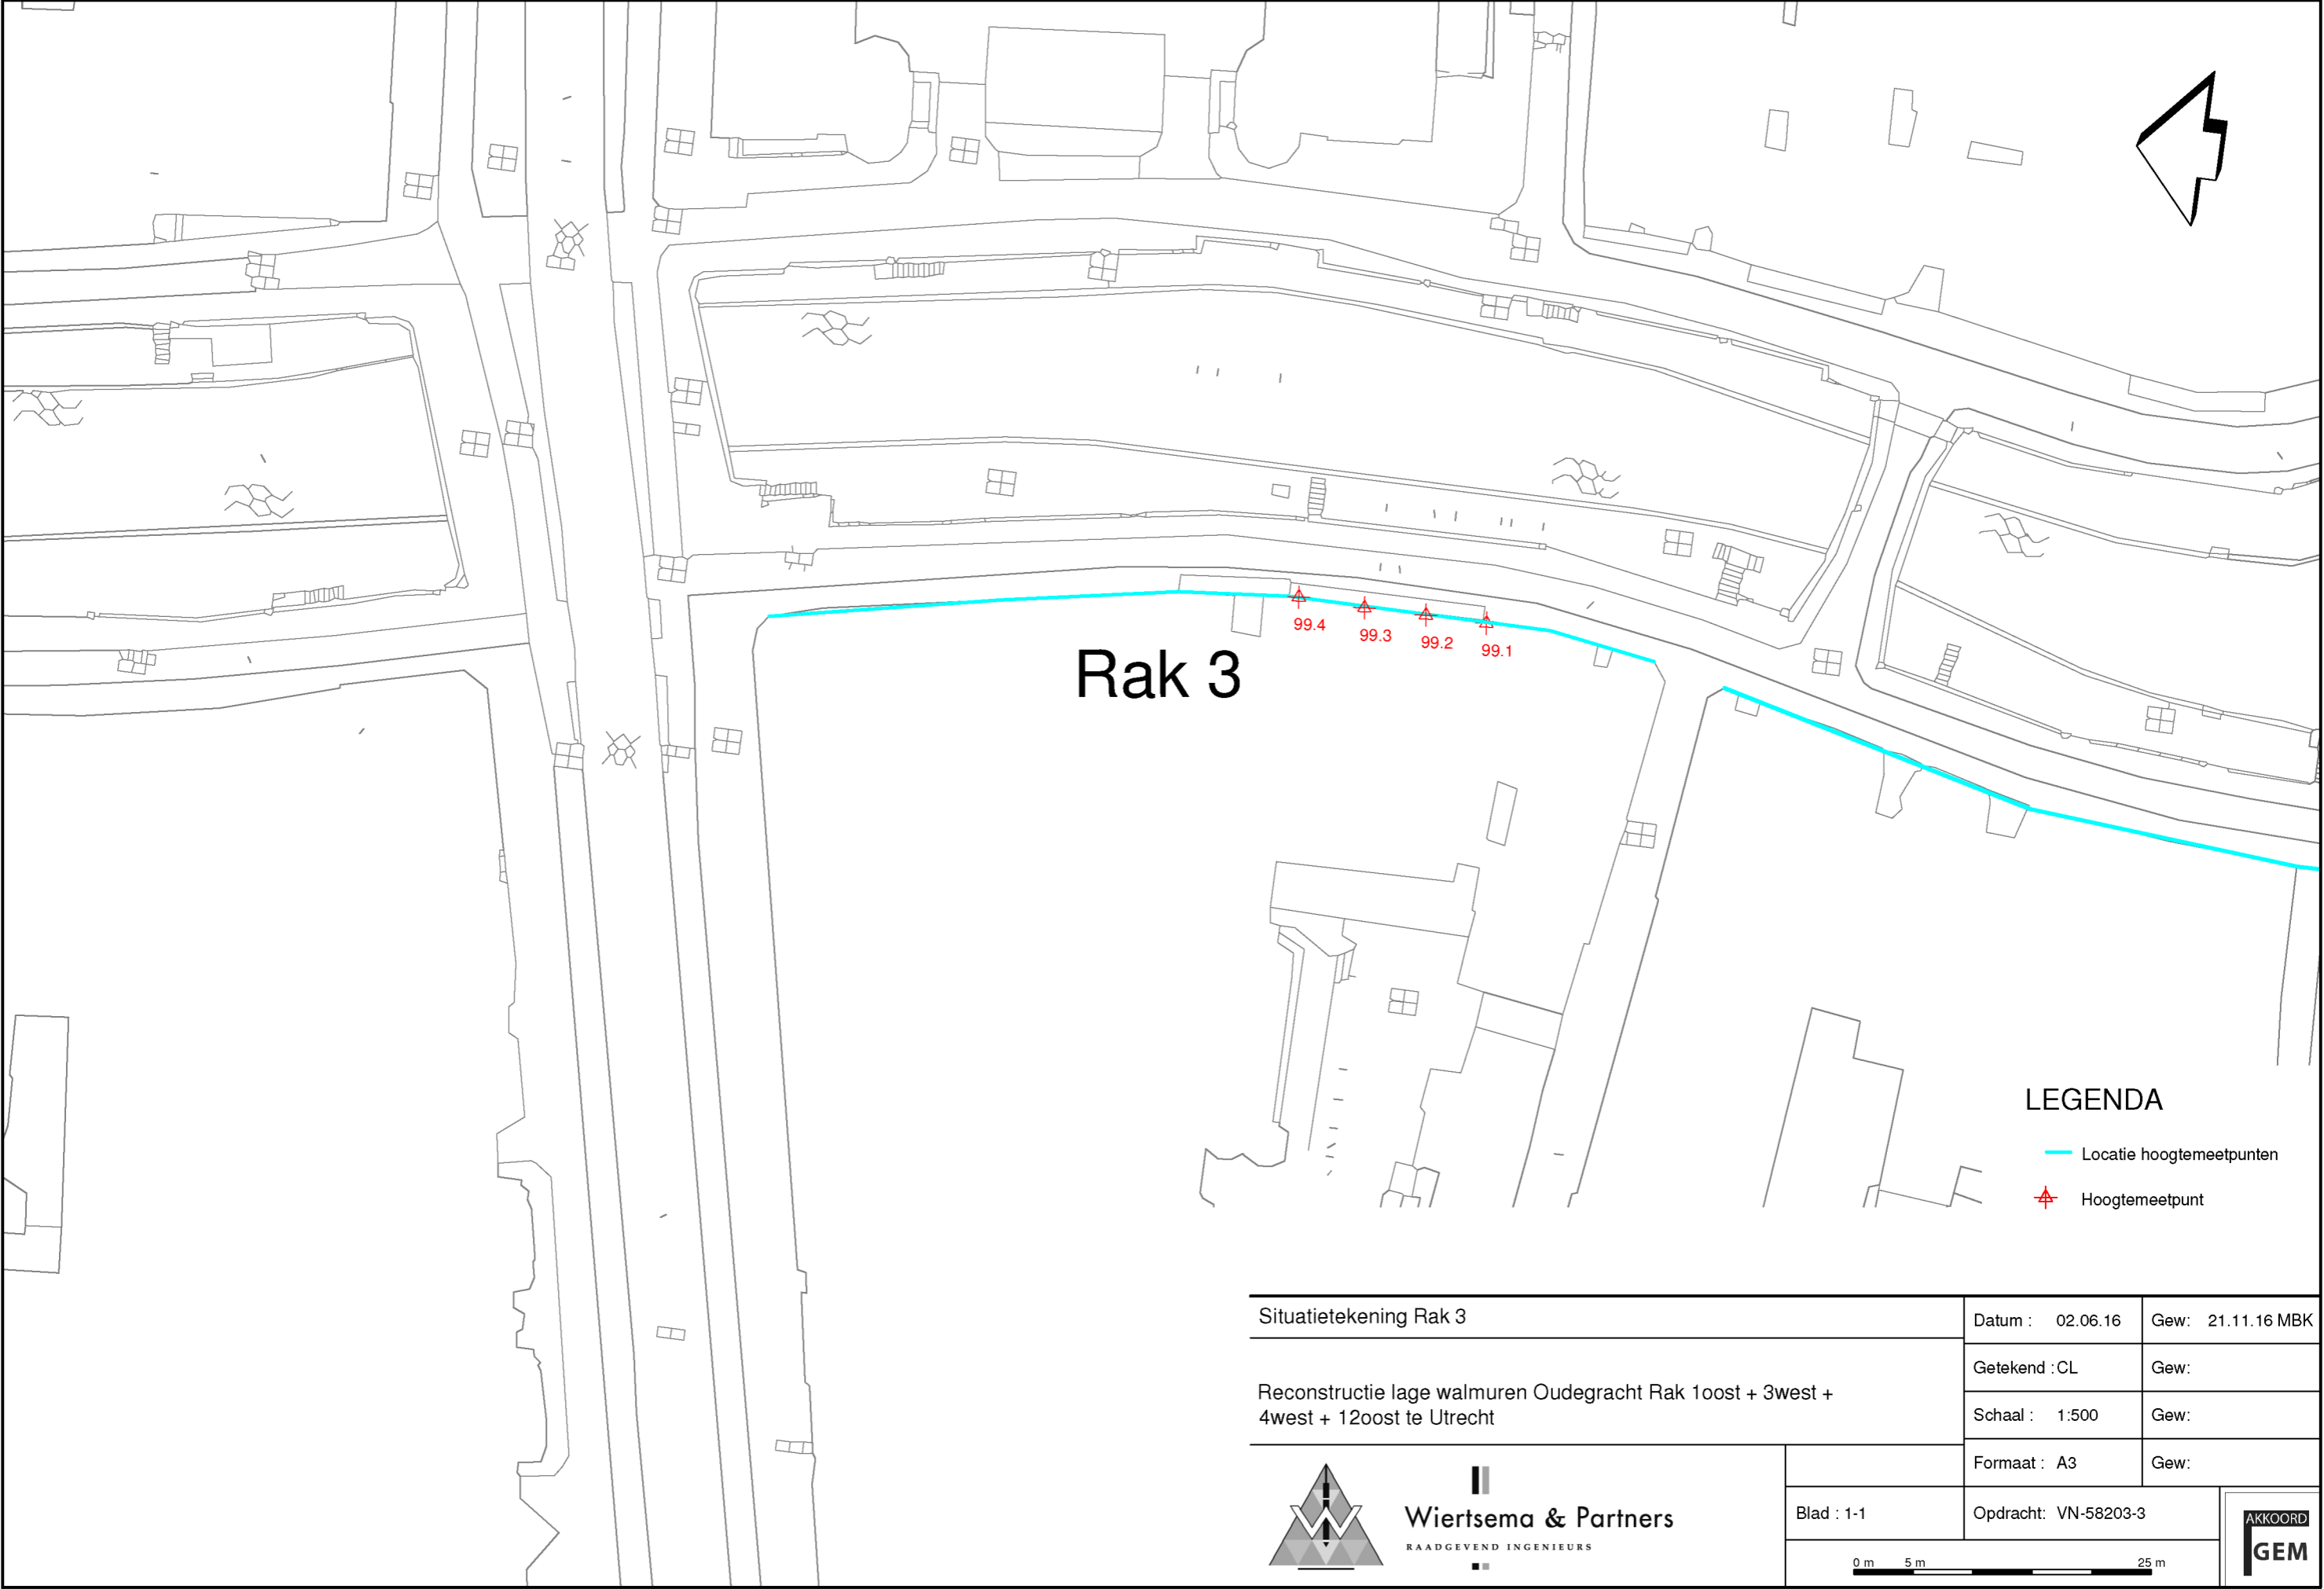 99.4
99.3
99.2
99.1
Rak 3
LEGENDA
Locatie hoogtemeetpunten
Hoogtemeetpunt
Situatietekening Rak 3
Datum : 02.06.16
Gew: 21.11.16 MBK
Reconstructie lage walmuren Oudegracht Rak 1oost + 3west +
4west + 12oost te Utrecht
Getekend : CL
Gew:
Schaal : 1:500
Gew:
Formaat : A3
Gew:
Wiertsema & Partners
RAADGEVEND INGENIEURS
Blad : 1-1
Opdracht: VN-58203-3
0 m 5 m 25 m
AKKOORD
GEM